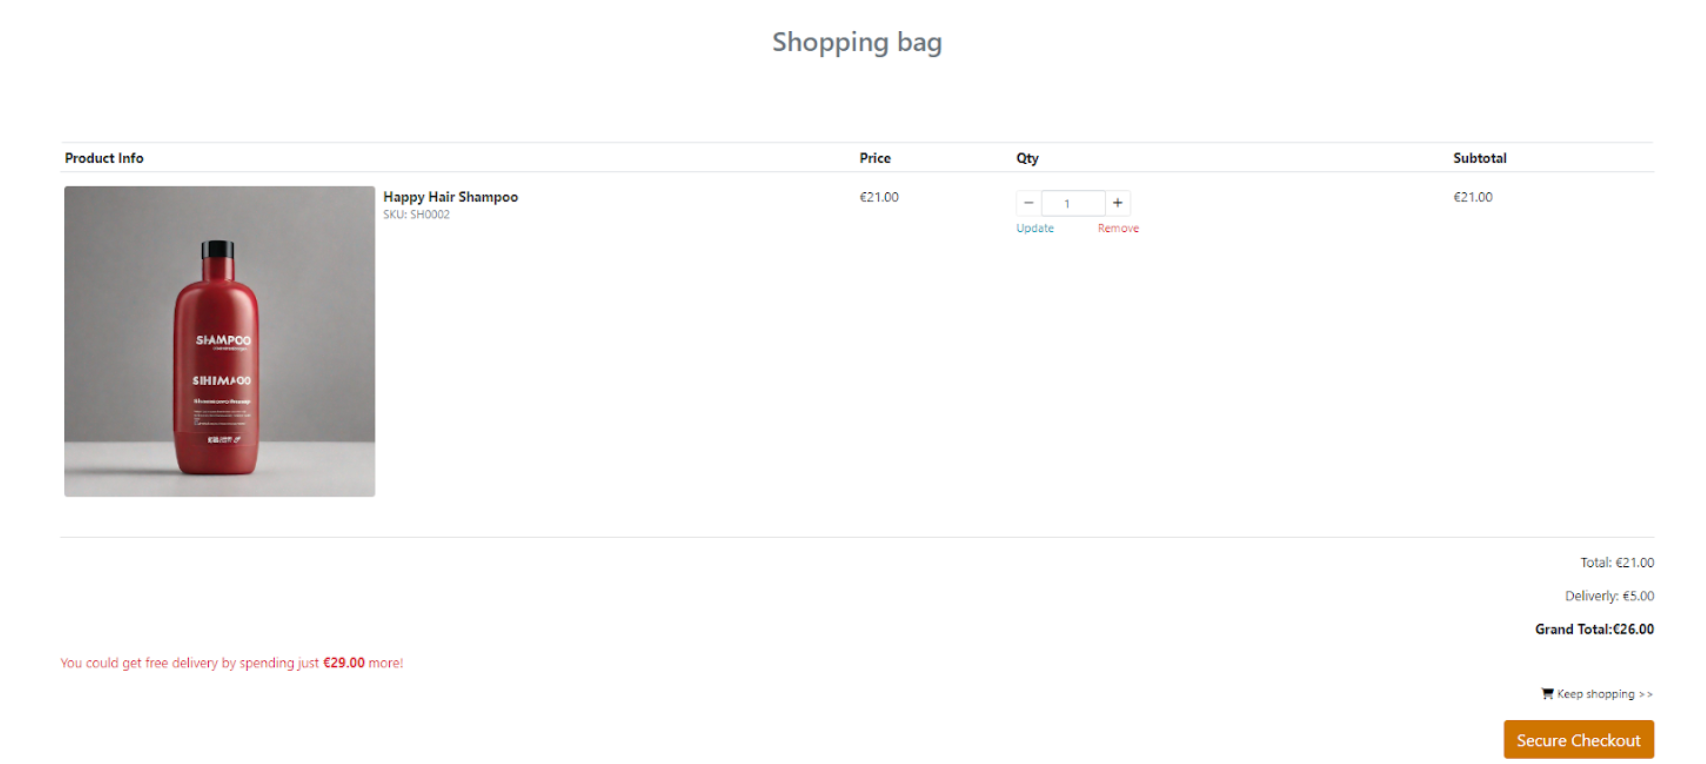 Shopping bag
Product Info Price Qty Subtotal
Happy Hair Shampoo €21.00 1 €21.00
SKU: SH0002
Update Remove
SHAMPOO
SIHIMAOO
Total: €21.00
Deliverly: €5.00
Grand Total:€26.00
You could get free delivery by spending just €29.00 more!
Keep shopping >>
Secure Checkout